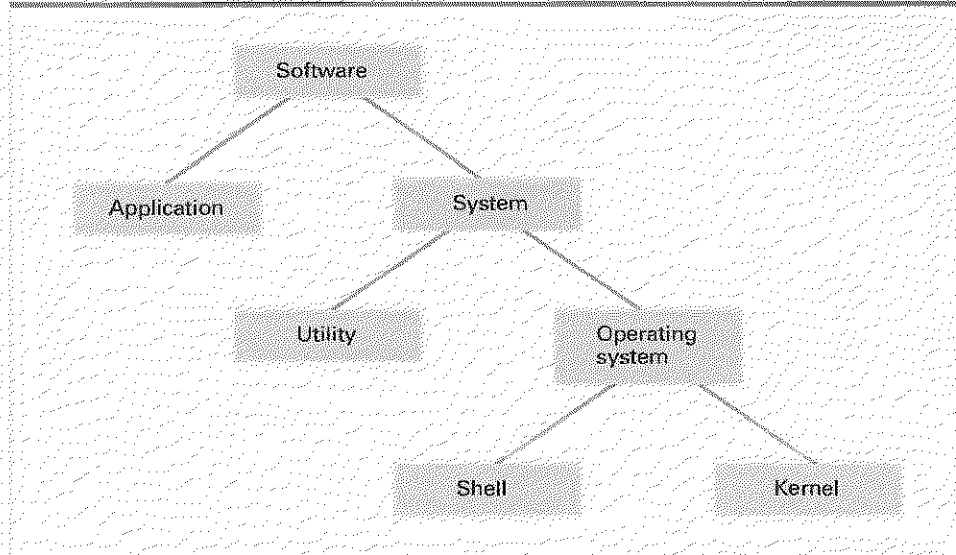 Software
Application
System
Utility
Operating
system
Shell
Kernel